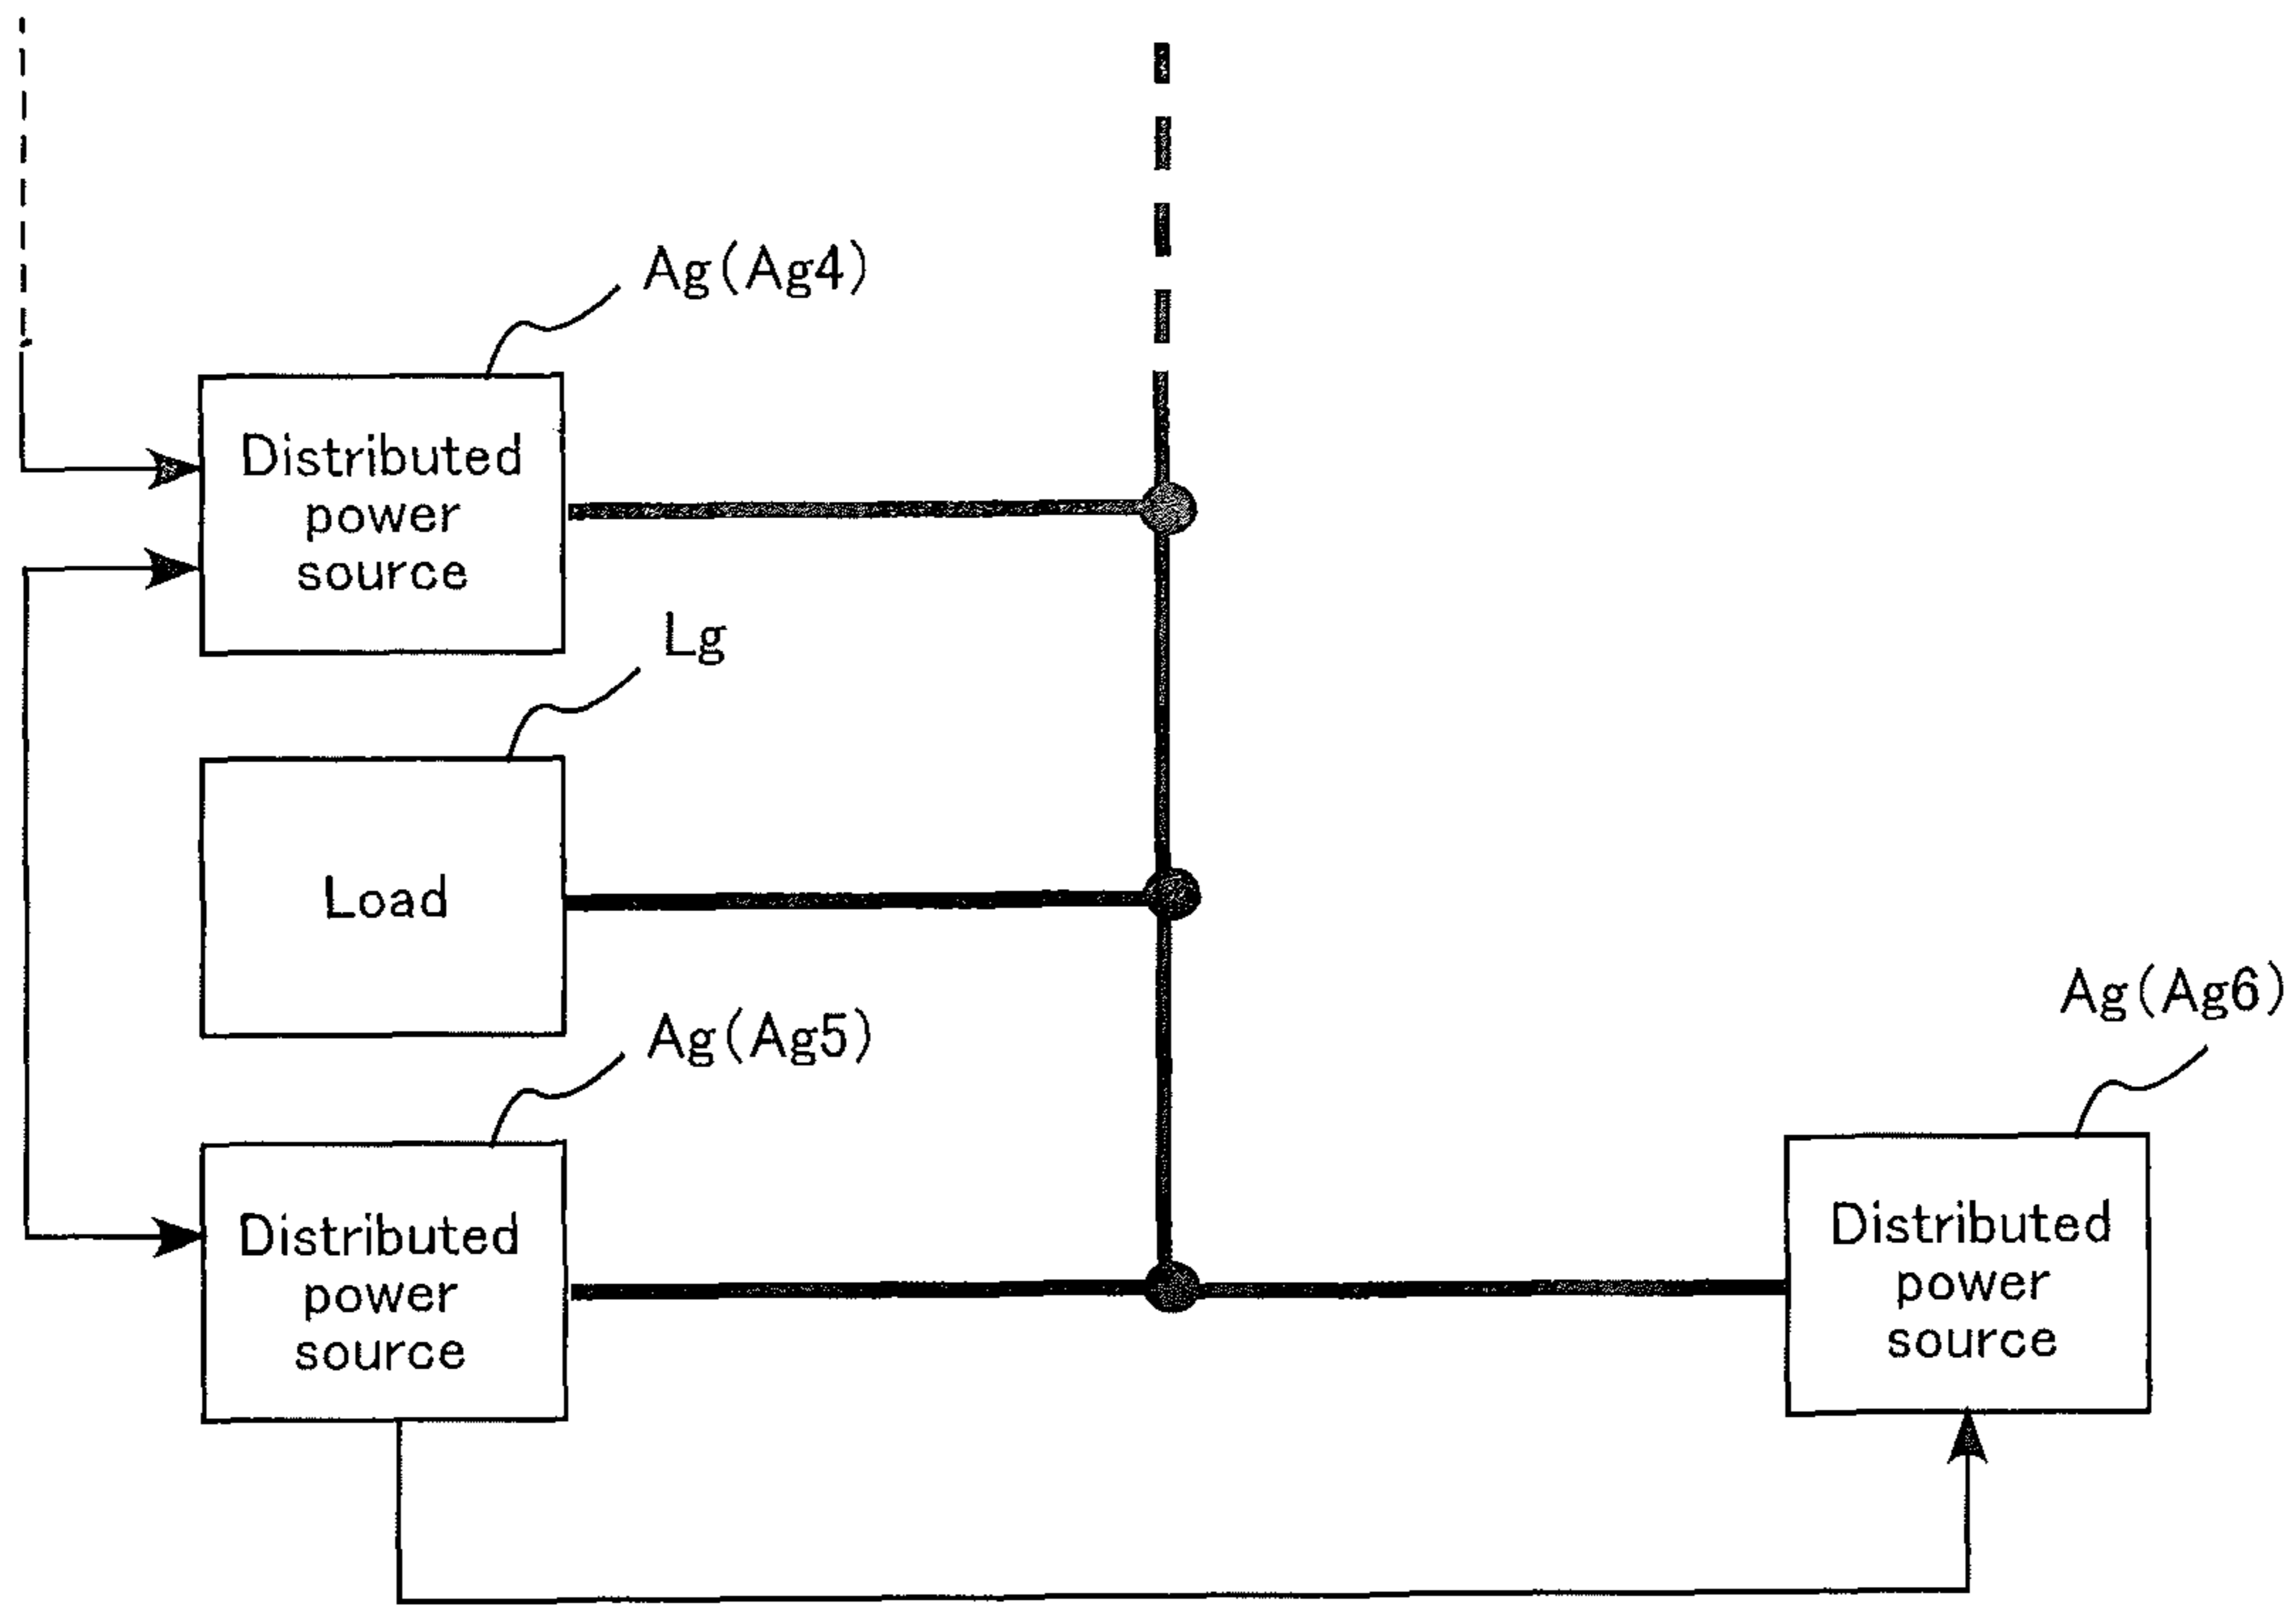 Ag(Ag4)
Distributed
power
source
Lg
Load
Ag(Ag5)
Distributed
power
source
Ag(Ag6)
Distributed
power
source